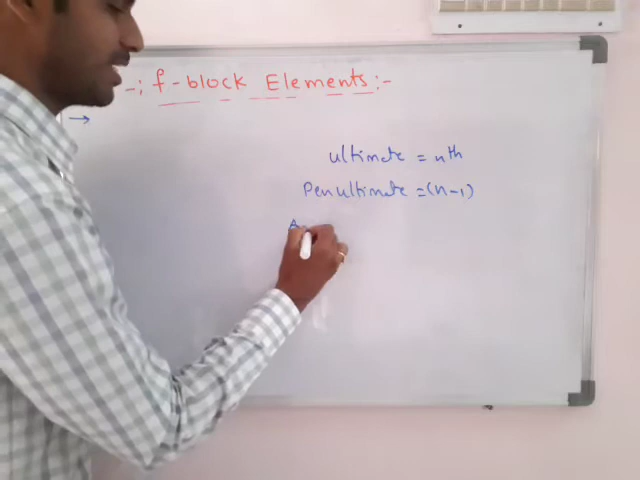 -: f-block Elements:-
→
ultimate = nth
Penultimate = (n-1)
A